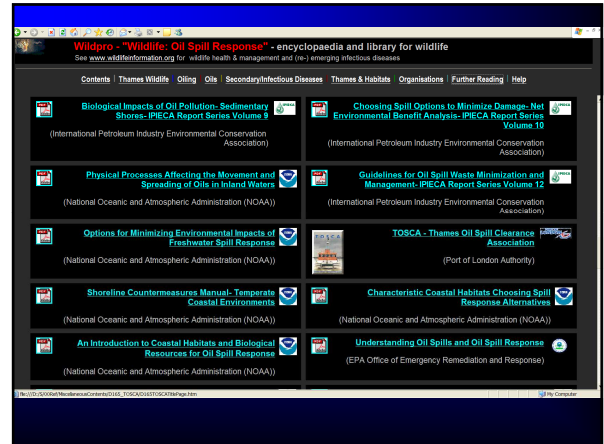 Wildpro - "Wildlife: Oil Spill Response" - encyclopaedia and library for wildlife
See www.wildlifeinformation.org for wildlife health & management and (re-) emerging infectious diseases
Contents | Thames Wildlife | Oiling | Oils | Secondary/Infectious Diseases | Thames & Habitats | Organisations | Further Reading | Help
Biological Impacts of Oil Pollution- Sedimentary
Shores- IPIECA Report Series Volume 9
(International Petroleum Industry Environmental Conservation
Association)
Choosing Spill Options to Minimize Damage- Net
Environmental Benefit Analysis- IPIECA Report Series
Volume 10
(International Petroleum Industry Environmental Conservation
Association)
Physical Processes Affecting the Movement and
Spreading of Oils in Inland Waters
(National Oceanic and Atmospheric Administration (NOAA))
Guidelines for Oil Spill Waste Minimization and
Management- IPIECA Report Series Volume 12
(International Petroleum Industry Environmental Conservation
Association)
Options for Minimizing Environmental Impacts of
Freshwater Spill Response
(National Oceanic and Atmospheric Administration (NOAA))
TOSCA
TOSCA - Thames Oil Spill Clearance
Association
(Port of London Authority)
Shoreline Countermeasures Manual- Temperate
Coastal Environments
(National Oceanic and Atmospheric Administration (NOAA))
Characteristic Coastal Habitats Choosing Spill
Response Alternatives
(National Oceanic and Atmospheric Administration (NOAA))
An Introduction to Coastal Habitats and Biological
Resources for Oil Spill Response
(National Oceanic and Atmospheric Administration (NOAA))
Understanding Oil Spills and Oil Spill Response
(EPA Office of Emergency Remediation and Response)
My Computer